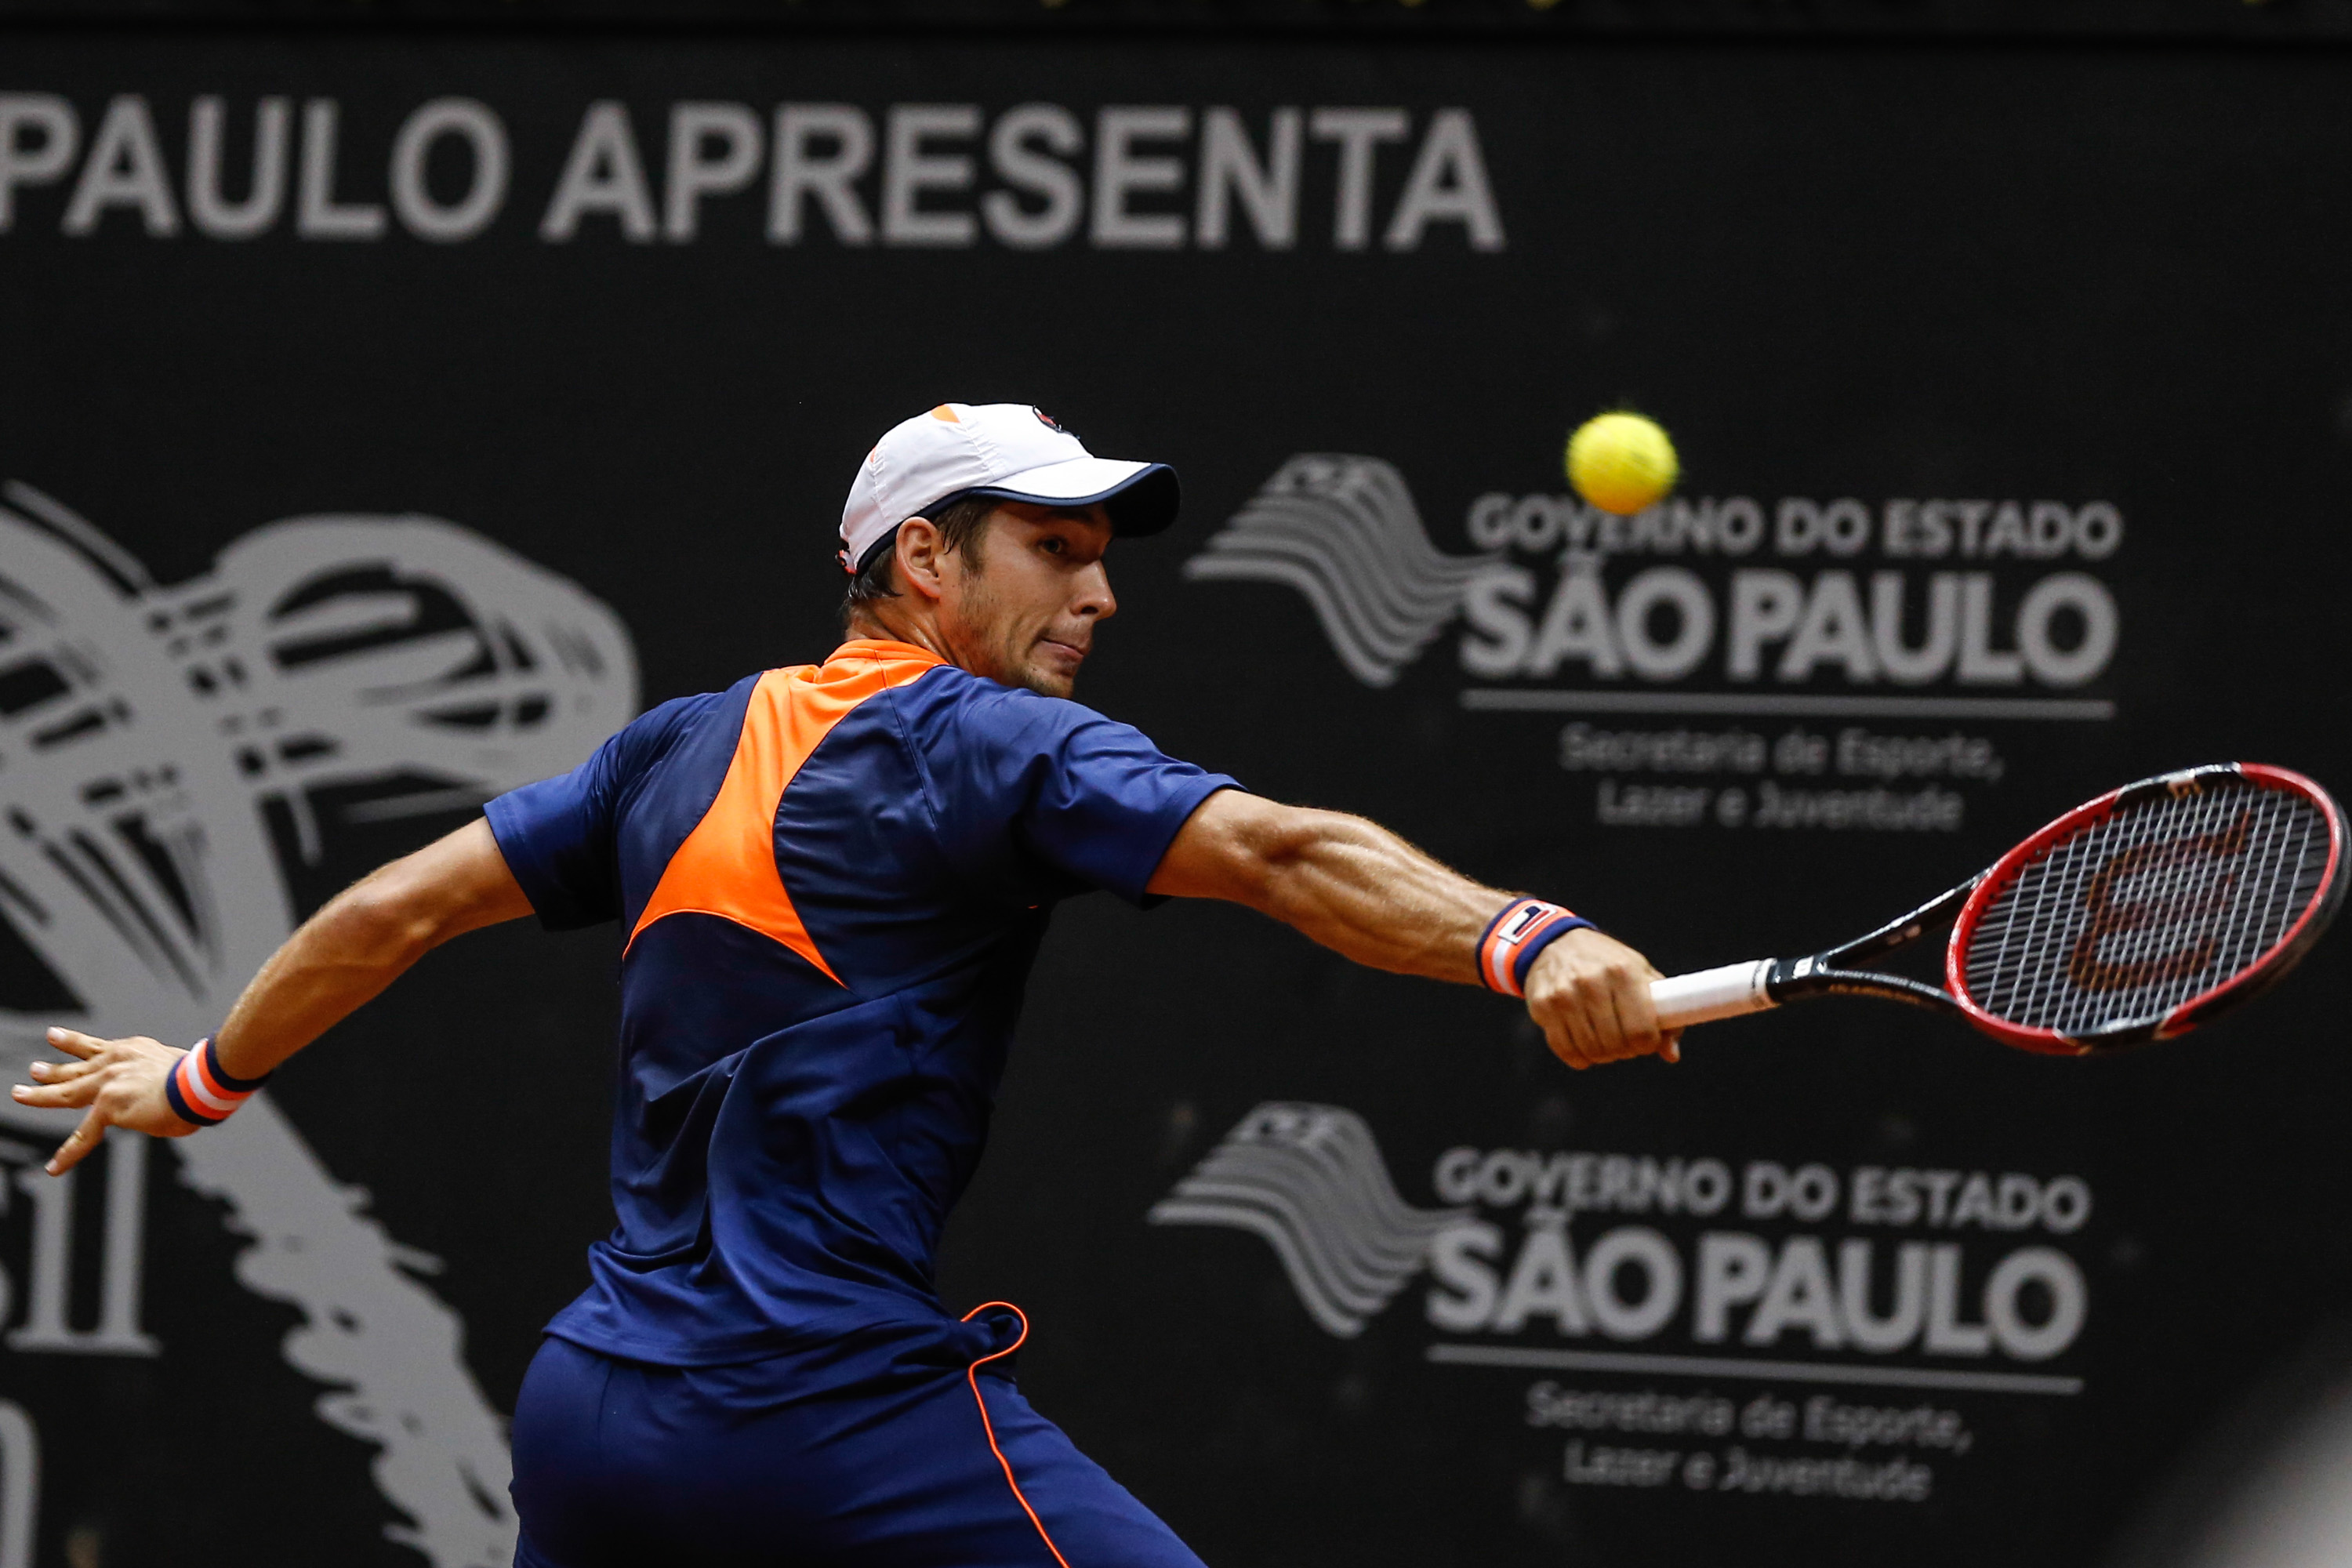 PAULO APRESENTA
GOVERNO DO ESTADO
SÃO PAULO
Secretaria de Esporte,
Lazer e Juventude
sil
GOVERNO DO ESTADO
SÃO PAULO
Secretaria de Esporte,
Lazer e Juventude